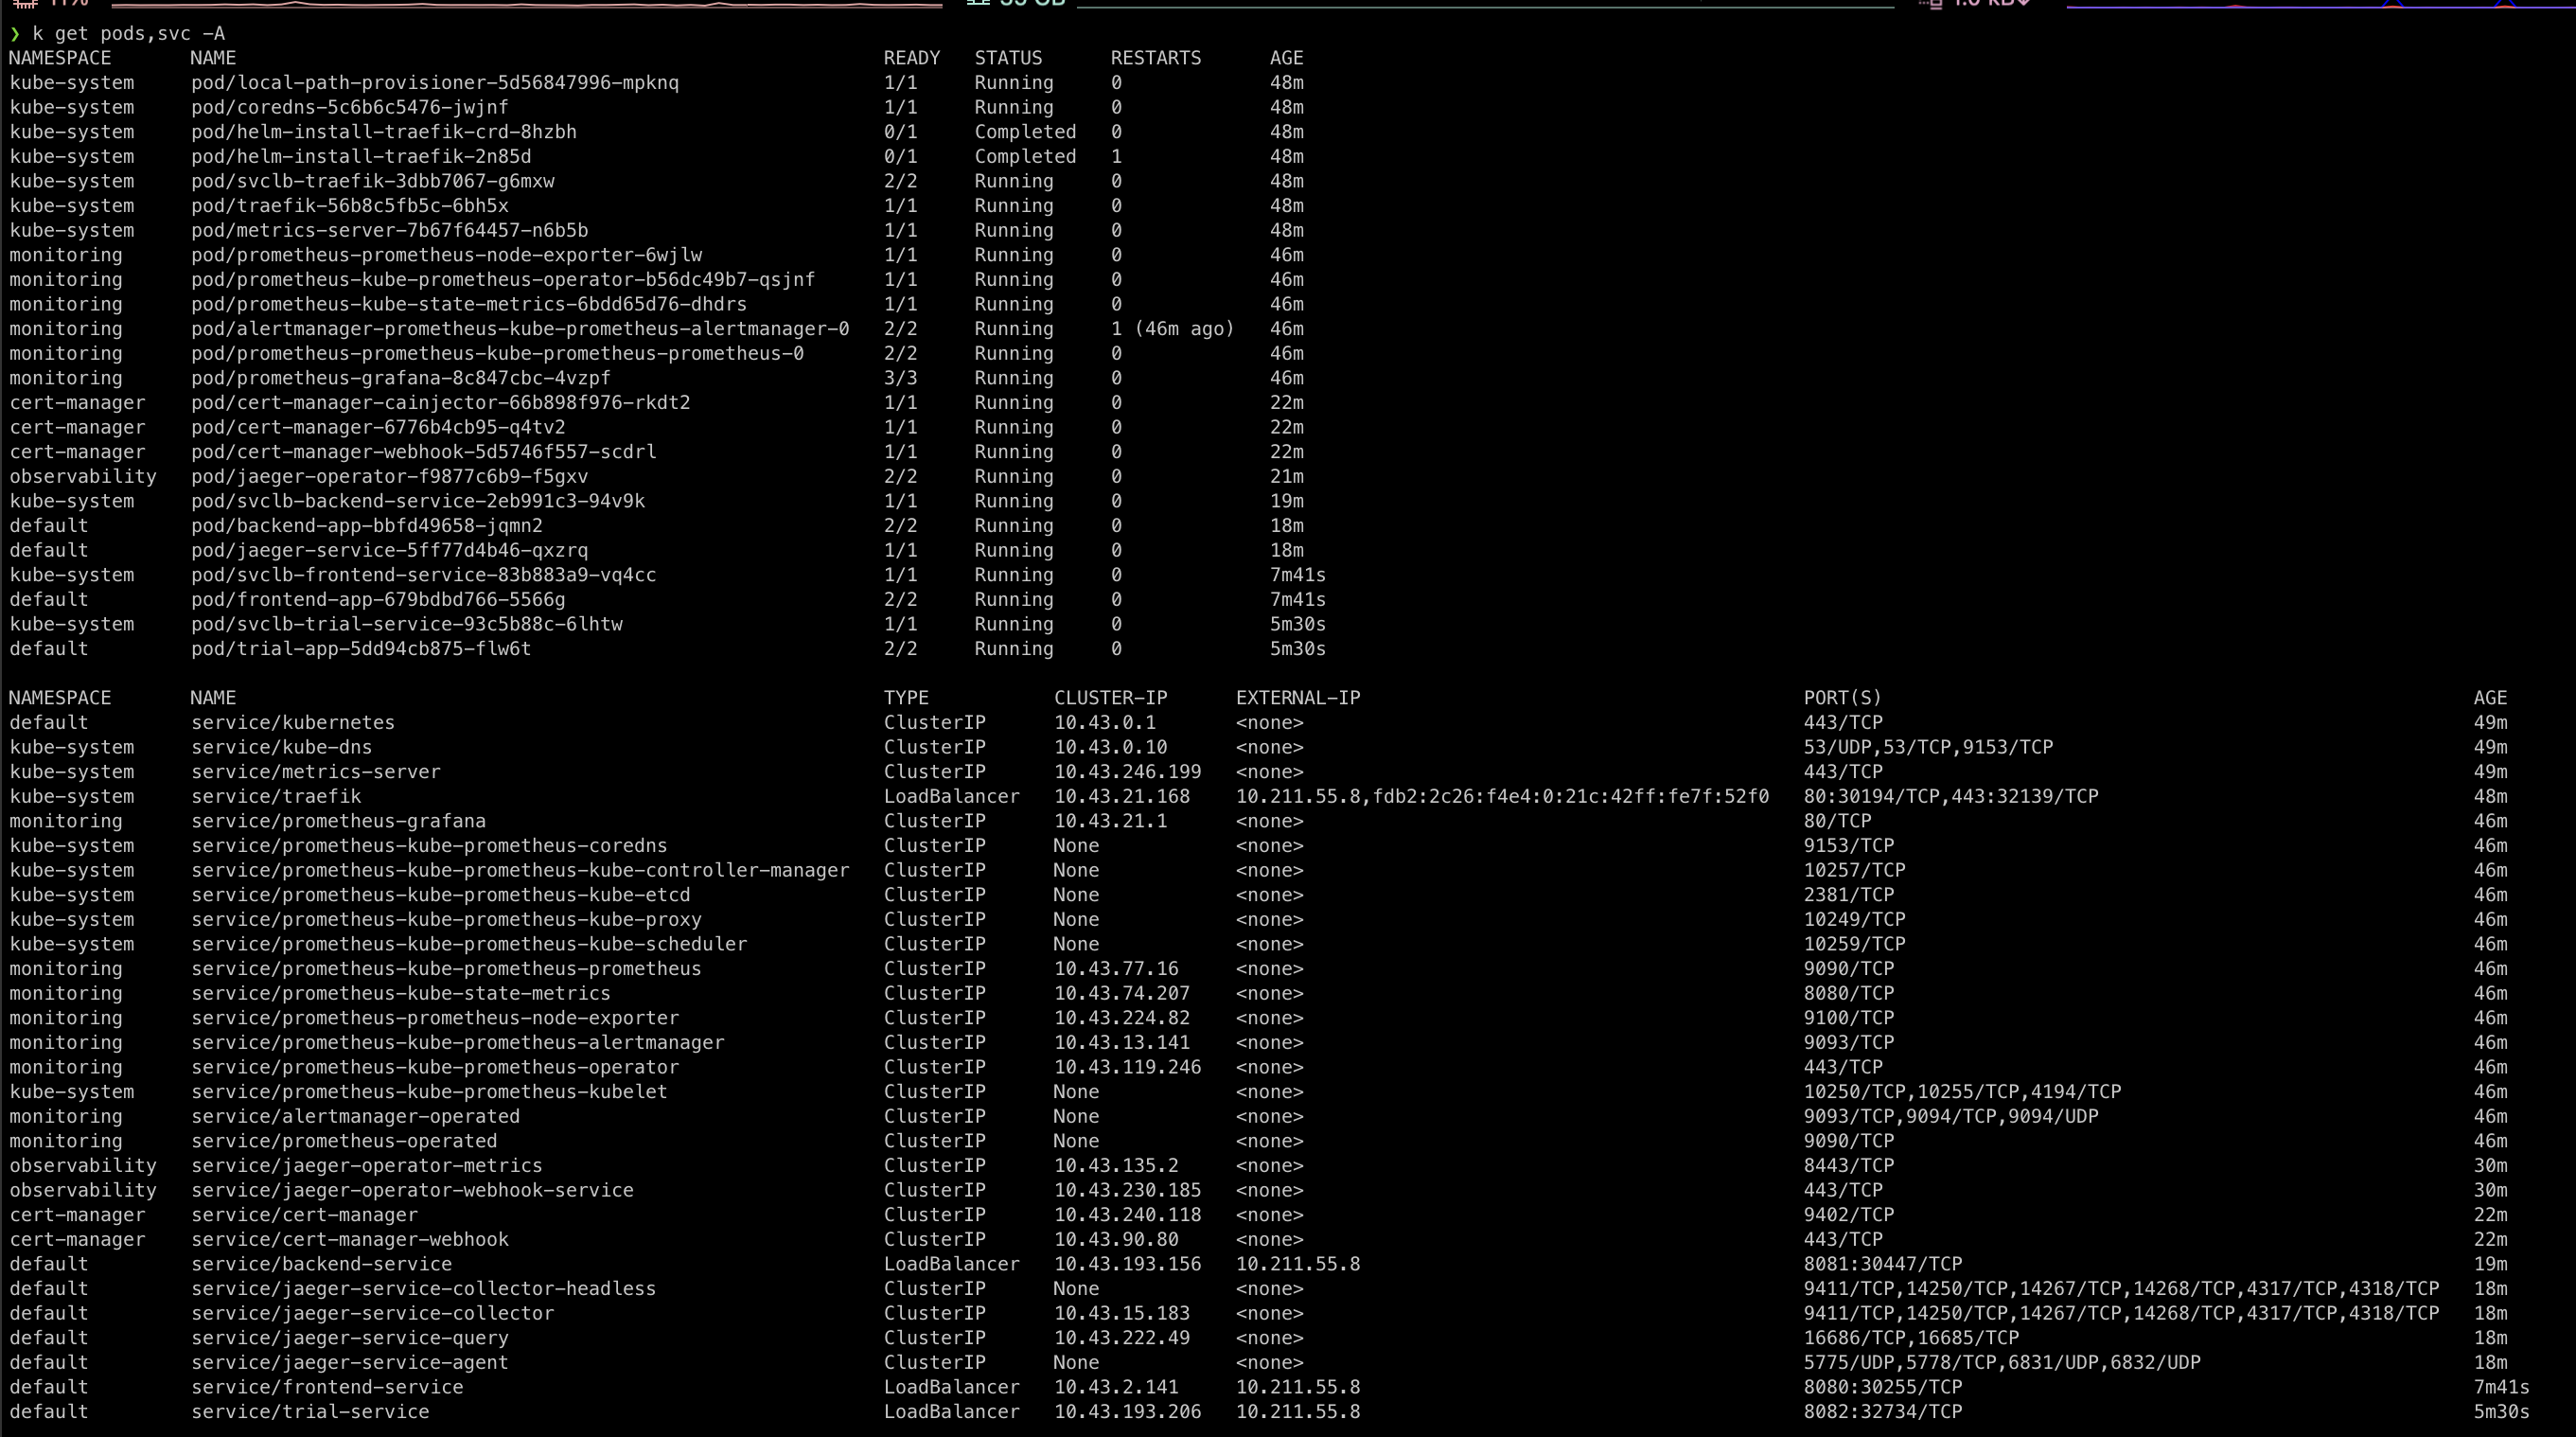 ❯ k get pods,svc -A
NAMESPACE NAME READY STATUS RESTARTS AGE
kube-system pod/local-path-provisioner-5d56847996-mpknq 1/1 Running 0 48m
kube-system pod/coredns-5c6b6c5476-jwjnf 1/1 Running 0 48m
kube-system pod/helm-install-traefik-crd-8hzbh 0/1 Completed 0 48m
kube-system pod/helm-install-traefik-2n85d 0/1 Completed 1 48m
kube-system pod/svclb-traefik-3dbb7067-g6mxw 2/2 Running 0 48m
kube-system pod/traefik-56b8c5fb5c-6bh5x 1/1 Running 0 48m
kube-system pod/metrics-server-7b67f64457-n6b5b 1/1 Running 0 48m
monitoring pod/prometheus-prometheus-node-exporter-6wjlw 1/1 Running 0 46m
monitoring pod/prometheus-kube-prometheus-operator-b56dc49b7-qsjnf 1/1 Running 0 46m
monitoring pod/prometheus-kube-state-metrics-6bdd65d76-dhdrs 1/1 Running 0 46m
monitoring pod/alertmanager-prometheus-kube-prometheus-alertmanager-0 2/2 Running 1 (46m ago) 46m
monitoring pod/prometheus-prometheus-kube-prometheus-prometheus-0 2/2 Running 0 46m
monitoring pod/prometheus-grafana-8c847cbc-4vzpf 3/3 Running 0 46m
cert-manager pod/cert-manager-cainjector-66b898f976-rkdt2 1/1 Running 0 22m
cert-manager pod/cert-manager-6776b4cb95-q4tv2 1/1 Running 0 22m
cert-manager pod/cert-manager-webhook-5d5746f557-scdrl 1/1 Running 0 22m
observability pod/jaeger-operator-f9877c6b9-f5gxv 2/2 Running 0 21m
kube-system pod/svclb-backend-service-2eb991c3-94v9k 1/1 Running 0 19m
default pod/backend-app-bbfd49658-jqmn2 2/2 Running 0 18m
default pod/jaeger-service-5ff77d4b46-qxzrq 1/1 Running 0 18m
kube-system pod/svclb-frontend-service-83b883a9-vq4cc 1/1 Running 0 7m41s
default pod/frontend-app-679bdbd766-5566g 2/2 Running 0 7m41s
kube-system pod/svclb-trial-service-93c5b88c-6lhtw 1/1 Running 0 5m30s
default pod/trial-app-5dd94cb875-flw6t 2/2 Running 0 5m30s
NAMESPACE NAME TYPE CLUSTER-IP EXTERNAL-IP PORT(S) AGE
default service/kubernetes ClusterIP 10.43.0.1 <none> 443/TCP 49m
kube-system service/kube-dns ClusterIP 10.43.0.10 <none> 53/UDP,53/TCP,9153/TCP 49m
kube-system service/metrics-server ClusterIP 10.43.246.199 <none> 443/TCP 49m
kube-system service/traefik LoadBalancer 10.43.21.168 10.211.55.8,fdb2:2c26:f4e4:0:21c:42ff:fe7f:52f0 80:30194/TCP,443:32139/TCP 48m
monitoring service/prometheus-grafana ClusterIP 10.43.21.1 <none> 80/TCP 46m
kube-system service/prometheus-kube-prometheus-coredns ClusterIP None <none> 9153/TCP 46m
kube-system service/prometheus-kube-prometheus-kube-controller-manager ClusterIP None <none> 10257/TCP 46m
kube-system service/prometheus-kube-prometheus-kube-etcd ClusterIP None <none> 2381/TCP 46m
kube-system service/prometheus-kube-prometheus-kube-proxy ClusterIP None <none> 10249/TCP 46m
kube-system service/prometheus-kube-prometheus-kube-scheduler ClusterIP None <none> 10259/TCP 46m
monitoring service/prometheus-kube-prometheus-prometheus ClusterIP 10.43.77.16 <none> 9090/TCP 46m
monitoring service/prometheus-kube-state-metrics ClusterIP 10.43.74.207 <none> 8080/TCP 46m
monitoring service/prometheus-prometheus-node-exporter ClusterIP 10.43.224.82 <none> 9100/TCP 46m
monitoring service/prometheus-kube-prometheus-alertmanager ClusterIP 10.43.13.141 <none> 9093/TCP 46m
monitoring service/prometheus-kube-prometheus-operator ClusterIP 10.43.119.246 <none> 443/TCP 46m
kube-system service/prometheus-kube-prometheus-kubelet ClusterIP None <none> 10250/TCP,10255/TCP,4194/TCP 46m
monitoring service/alertmanager-operated ClusterIP None <none> 9093/TCP,9094/TCP,9094/UDP 46m
monitoring service/prometheus-operated ClusterIP None <none> 9090/TCP 46m
observability service/jaeger-operator-metrics ClusterIP 10.43.135.2 <none> 8443/TCP 30m
observability service/jaeger-operator-webhook-service ClusterIP 10.43.230.185 <none> 443/TCP 30m
cert-manager service/cert-manager ClusterIP 10.43.240.118 <none> 9402/TCP 22m
cert-manager service/cert-manager-webhook ClusterIP 10.43.90.80 <none> 443/TCP 22m
default service/backend-service LoadBalancer 10.43.193.156 10.211.55.8 8081:30447/TCP 19m
default service/jaeger-service-collector-headless ClusterIP None <none> 9411/TCP,14250/TCP,14267/TCP,14268/TCP,4317/TCP,4318/TCP 18m
default service/jaeger-service-collector ClusterIP 10.43.15.183 <none> 9411/TCP,14250/TCP,14267/TCP,14268/TCP,4317/TCP,4318/TCP 18m
default service/jaeger-service-query ClusterIP 10.43.222.49 <none> 16686/TCP,16685/TCP 18m
default service/jaeger-service-agent ClusterIP None <none> 5775/UDP,5778/TCP,6831/UDP,6832/UDP 18m
default service/frontend-service LoadBalancer 10.43.2.141 10.211.55.8 8080:30255/TCP 7m41s
default service/trial-service LoadBalancer 10.43.193.206 10.211.55.8 8082:32734/TCP 5m30s